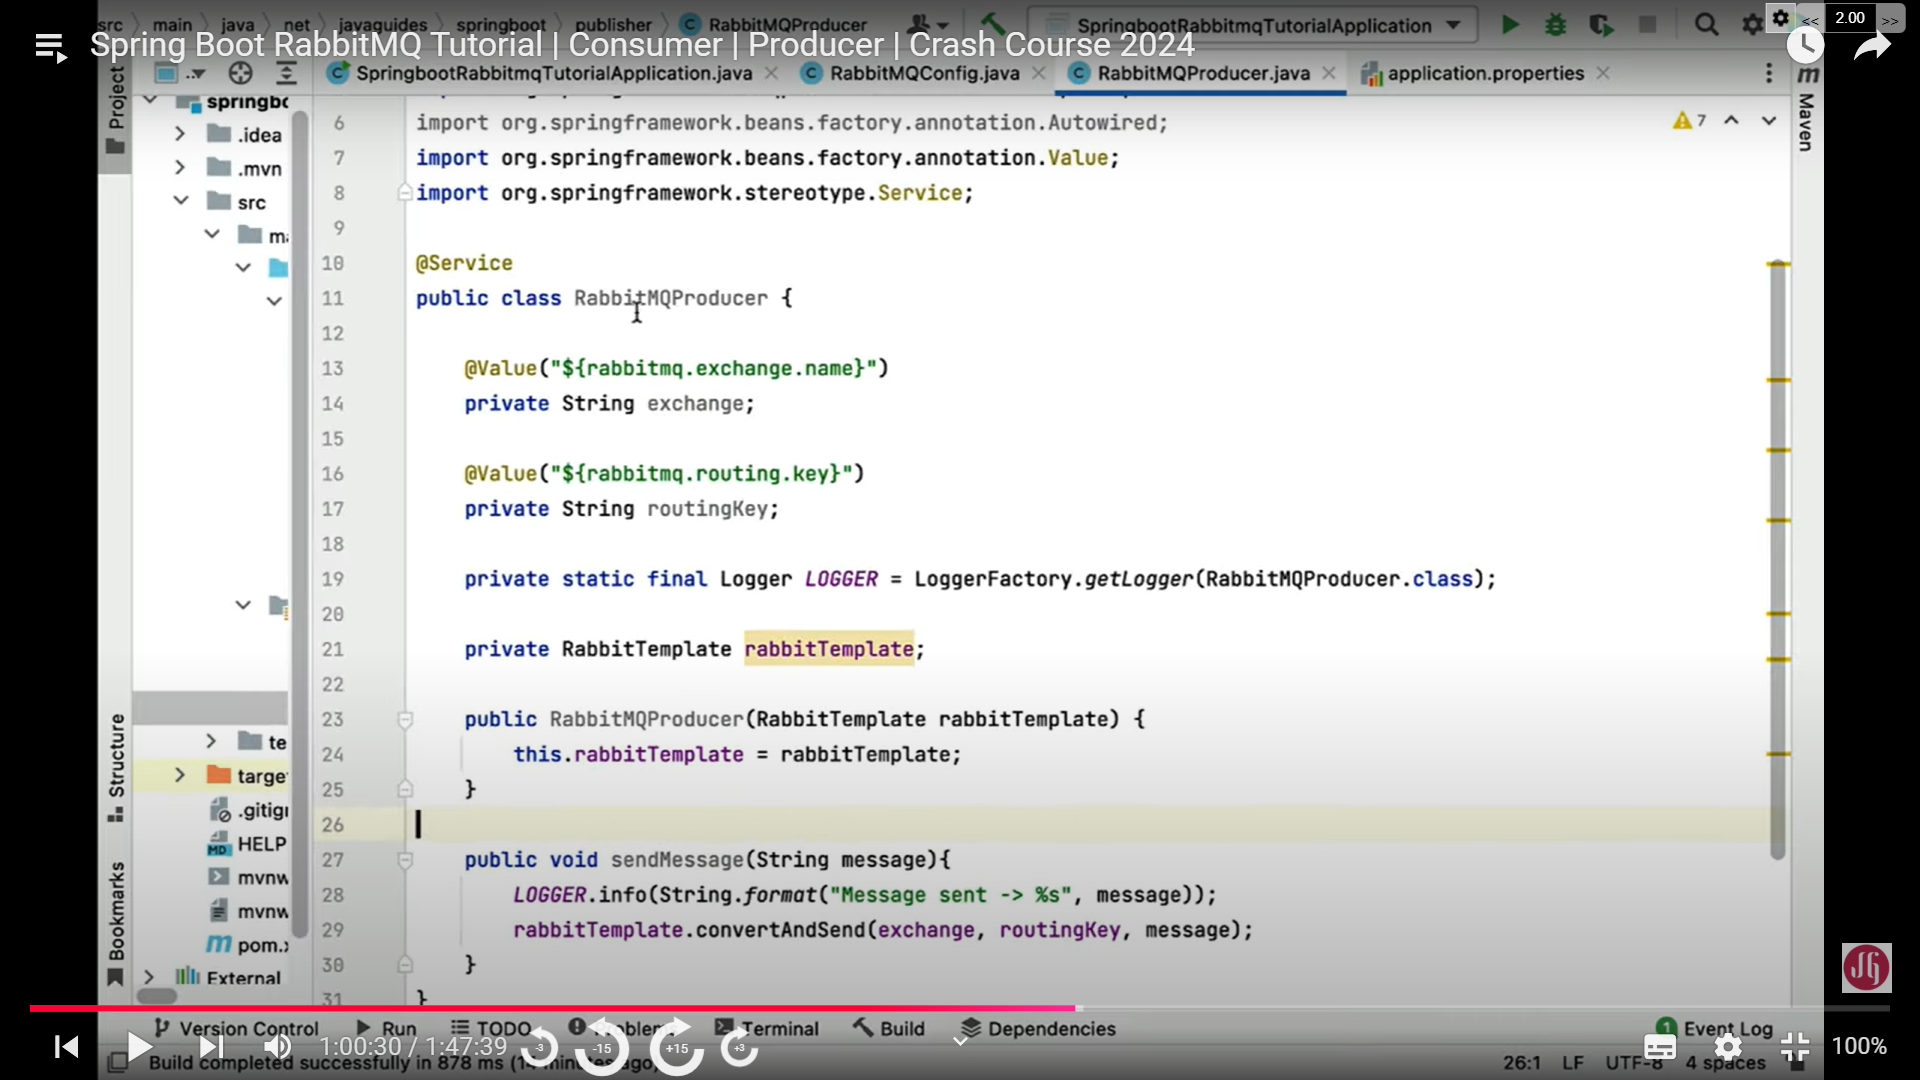 src main java net javaguides springboot publisher RabbitMQProducer SpringbootRabbitmqTutorialApplication << 2.00 >>
Spring Boot RabbitMQ Tutorial | Consumer | Producer | Crash Course 2024
Project SpringbootRabbitmqTutorialApplication.java RabbitMQConfig.java RabbitMQProducer.java application.properties Maven
springbo
.idea
.mvn
src
te
.gitig
HELP
mvnw
mvnw
External
Structure
Bookmarks
7
6 import org.springframework.beans.factory.annotation.Autowired;
7 import org.springframework.beans.factory.annotation.Value;
8 import org.springframework.stereotype.Service;
9
10 @Service
11 public class RabbitMQProducer {
12
13 @Value("${rabbitmq.exchange.name}")
14 private String exchange;
15
16 @Value("${rabbitmq.routing.key}")
17 private String routingKey;
18
19 private static final Logger LOGGER = LoggerFactory.getLogger(RabbitMQProducer.class);
20
21 private RabbitTemplate rabbitTemplate;
22
23 public RabbitMQProducer(RabbitTemplate rabbitTemplate) {
24 this.rabbitTemplate = rabbitTemplate;
25 }
26
27 public void sendMessage(String message){
28 LOGGER.info(String.format("Message sent -> %s", message));
29 rabbitTemplate.convertAndSend(exchange, routingKey, message);
30 }
31 }
Version Control Run TODO Terminal Build Dependencies 1 Event Log
1:00:30 / 1:47:39 -3 -15 +15 +3 100%
Build completed successfully in 878 ms 26:1 LF UTF-8 4 spaces
JG